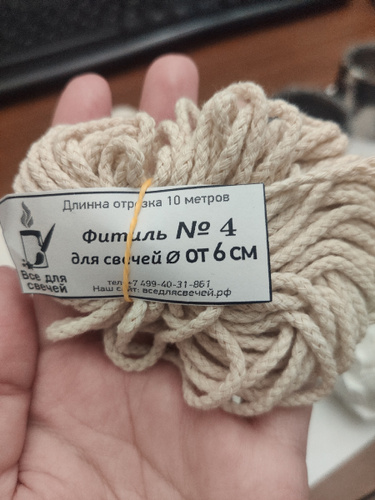 Длинна отрезка 10 метров
Фитиль № 4
для свечей ø от 6 см
тел. +7 499-40-31-861
Наш сайт: вседлясвечей.рф
Все для
свечей